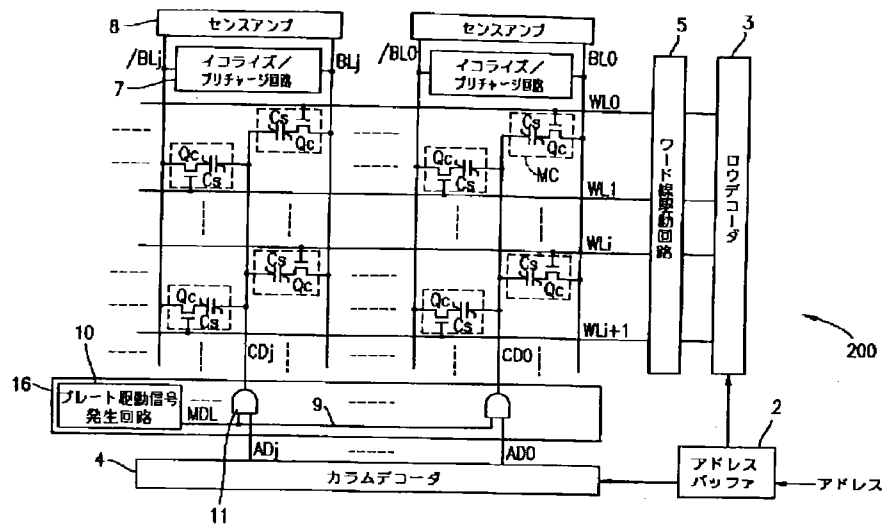 8
センスアンプ
センスアンプ
5
3
/BLj
イコライズ/
プリチャージ回路
BLj
/BL0
イコライズ/
プリチャージ回路
BL0
7
WL0
Cs
Qc
Cs
Qc
MC
Qc
Cs
Qc
Cs
WL1
ワード線駆動回路
ロウデコーダ
WLi
Cs
Qc
Cs
Qc
Qc
Cs
Qc
Cs
WLi+1
10
CDj
CD0
200
16
プレート駆動信号
発生回路
MDL
9
2
ADj
AD0
4
カラムデコーダ
アドレス
バッファ
アドレス
11